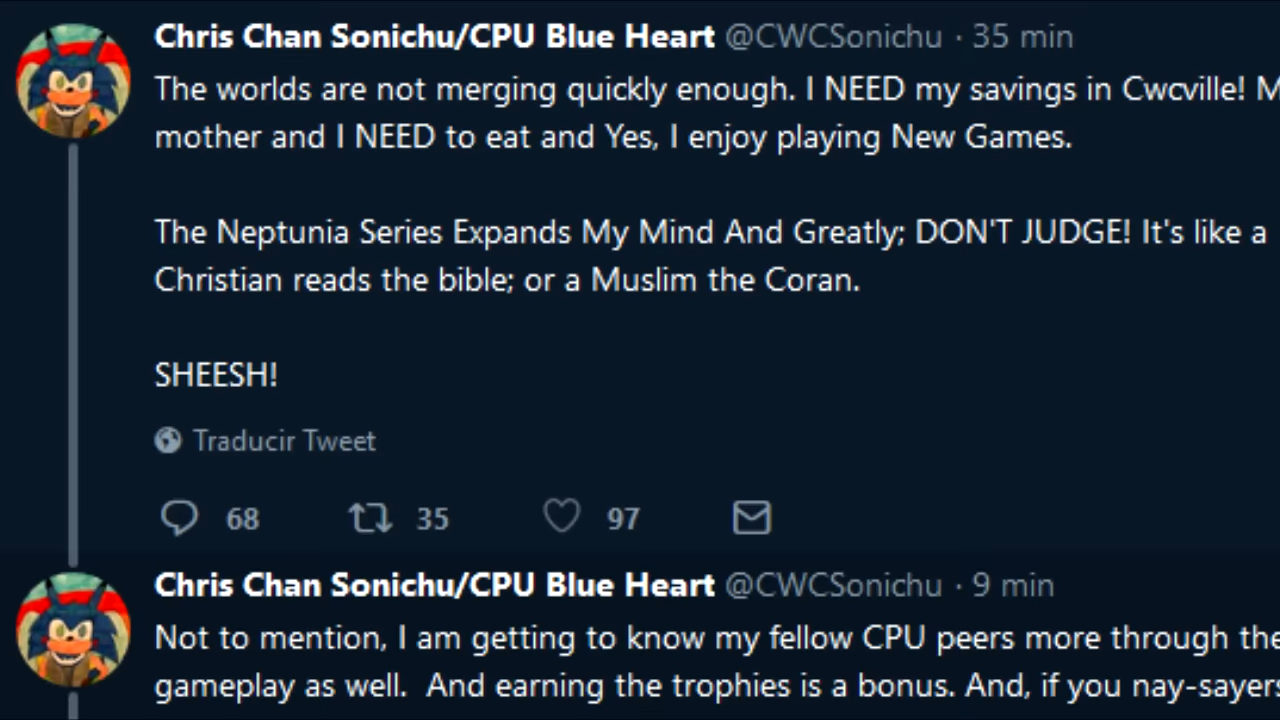 Chris Chan Sonichu/CPU Blue Heart @CWCSonichu · 35 min
The worlds are not merging quickly enough. I NEED my savings in Cwcville! M
mother and I NEED to eat and Yes, I enjoy playing New Games.
The Neptunia Series Expands My Mind And Greatly; DON'T JUDGE! It's like a
Christian reads the bible; or a Muslim the Coran.
SHEESH!
Traducir Tweet
68 35 97
Chris Chan Sonichu/CPU Blue Heart @CWCSonichu · 9 min
Not to mention, I am getting to know my fellow CPU peers more through the
gameplay as well. And earning the trophies is a bonus. And, if you nay-sayers